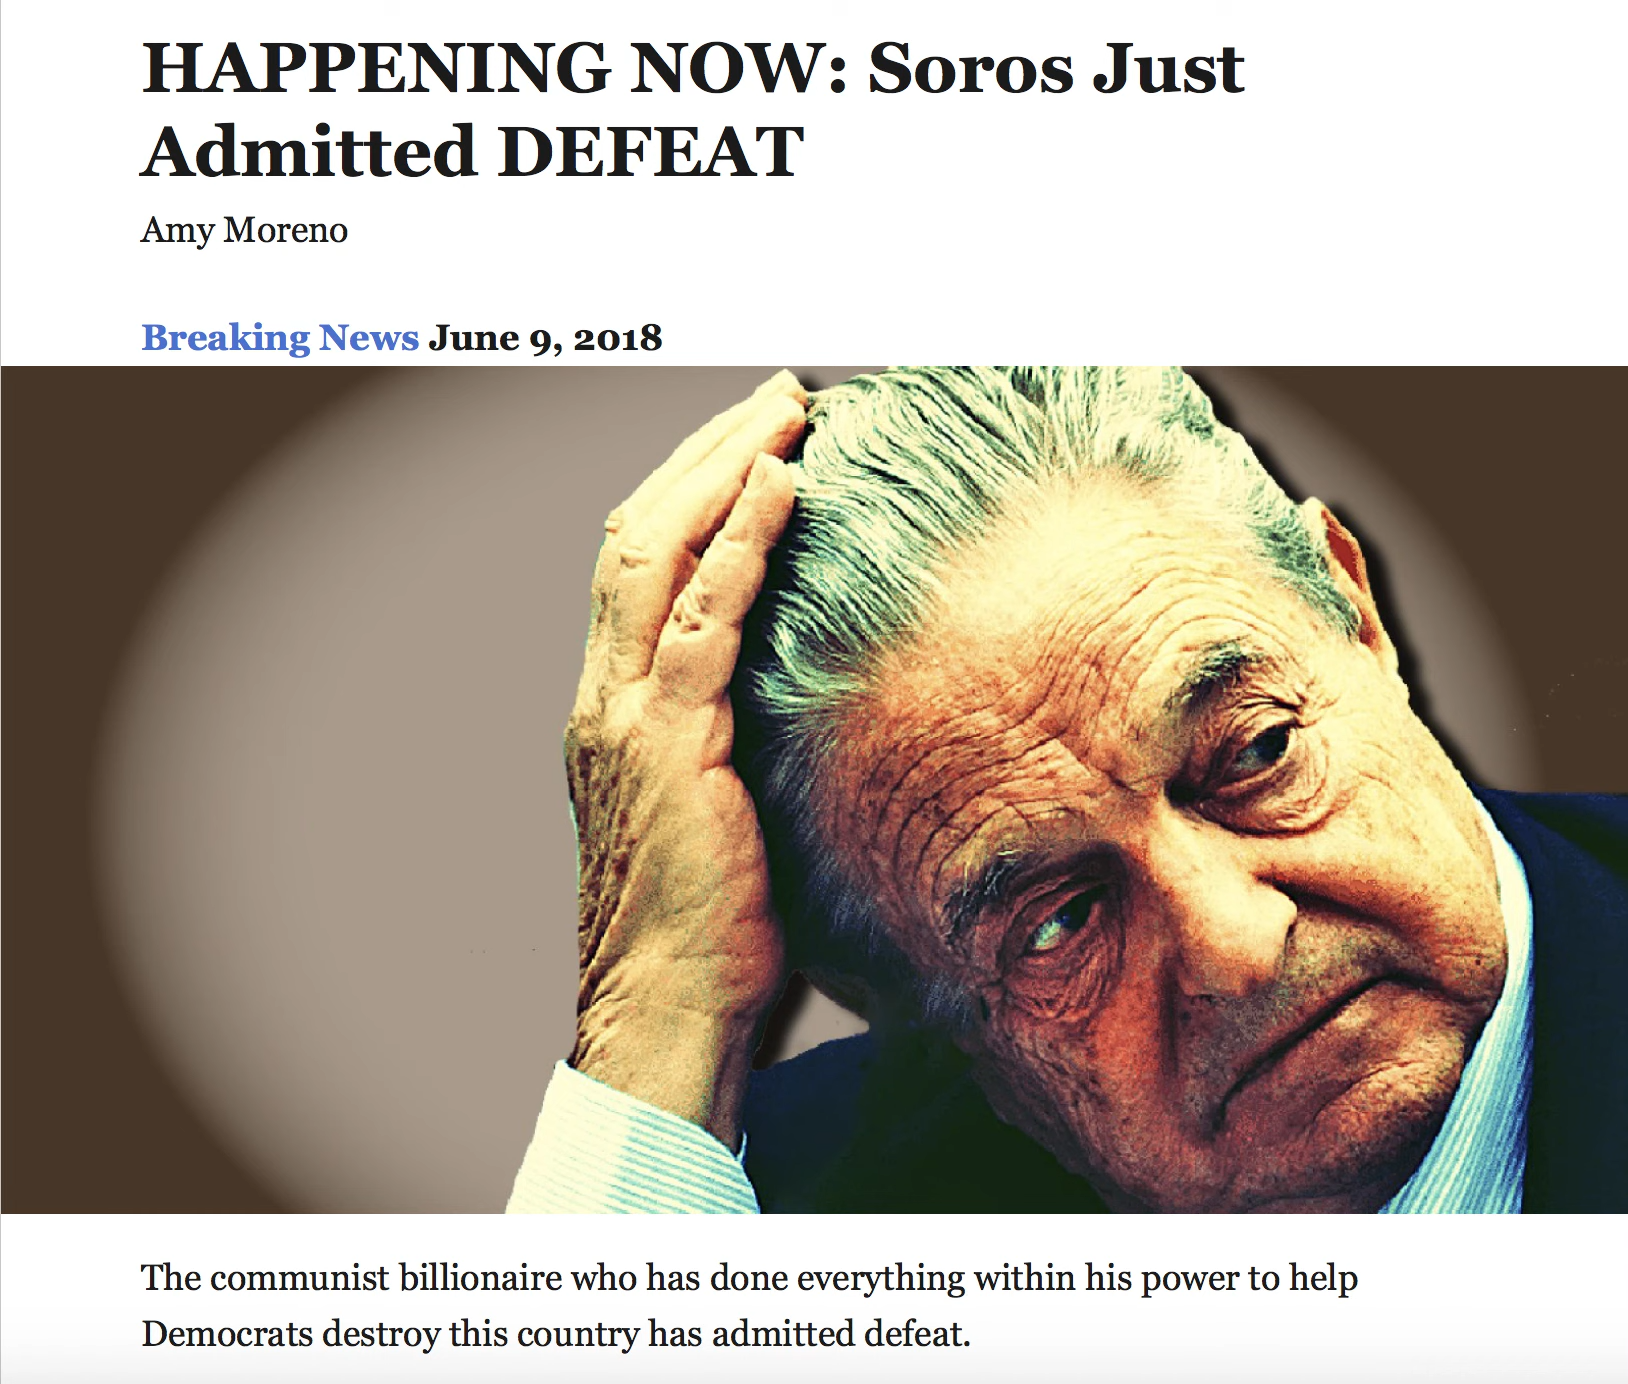 HAPPENING NOW: Soros Just
Admitted DEFEAT
Amy Moreno
Breaking News June 9, 2018
The communist billionaire who has done everything within his power to help
Democrats destroy this country has admitted defeat.